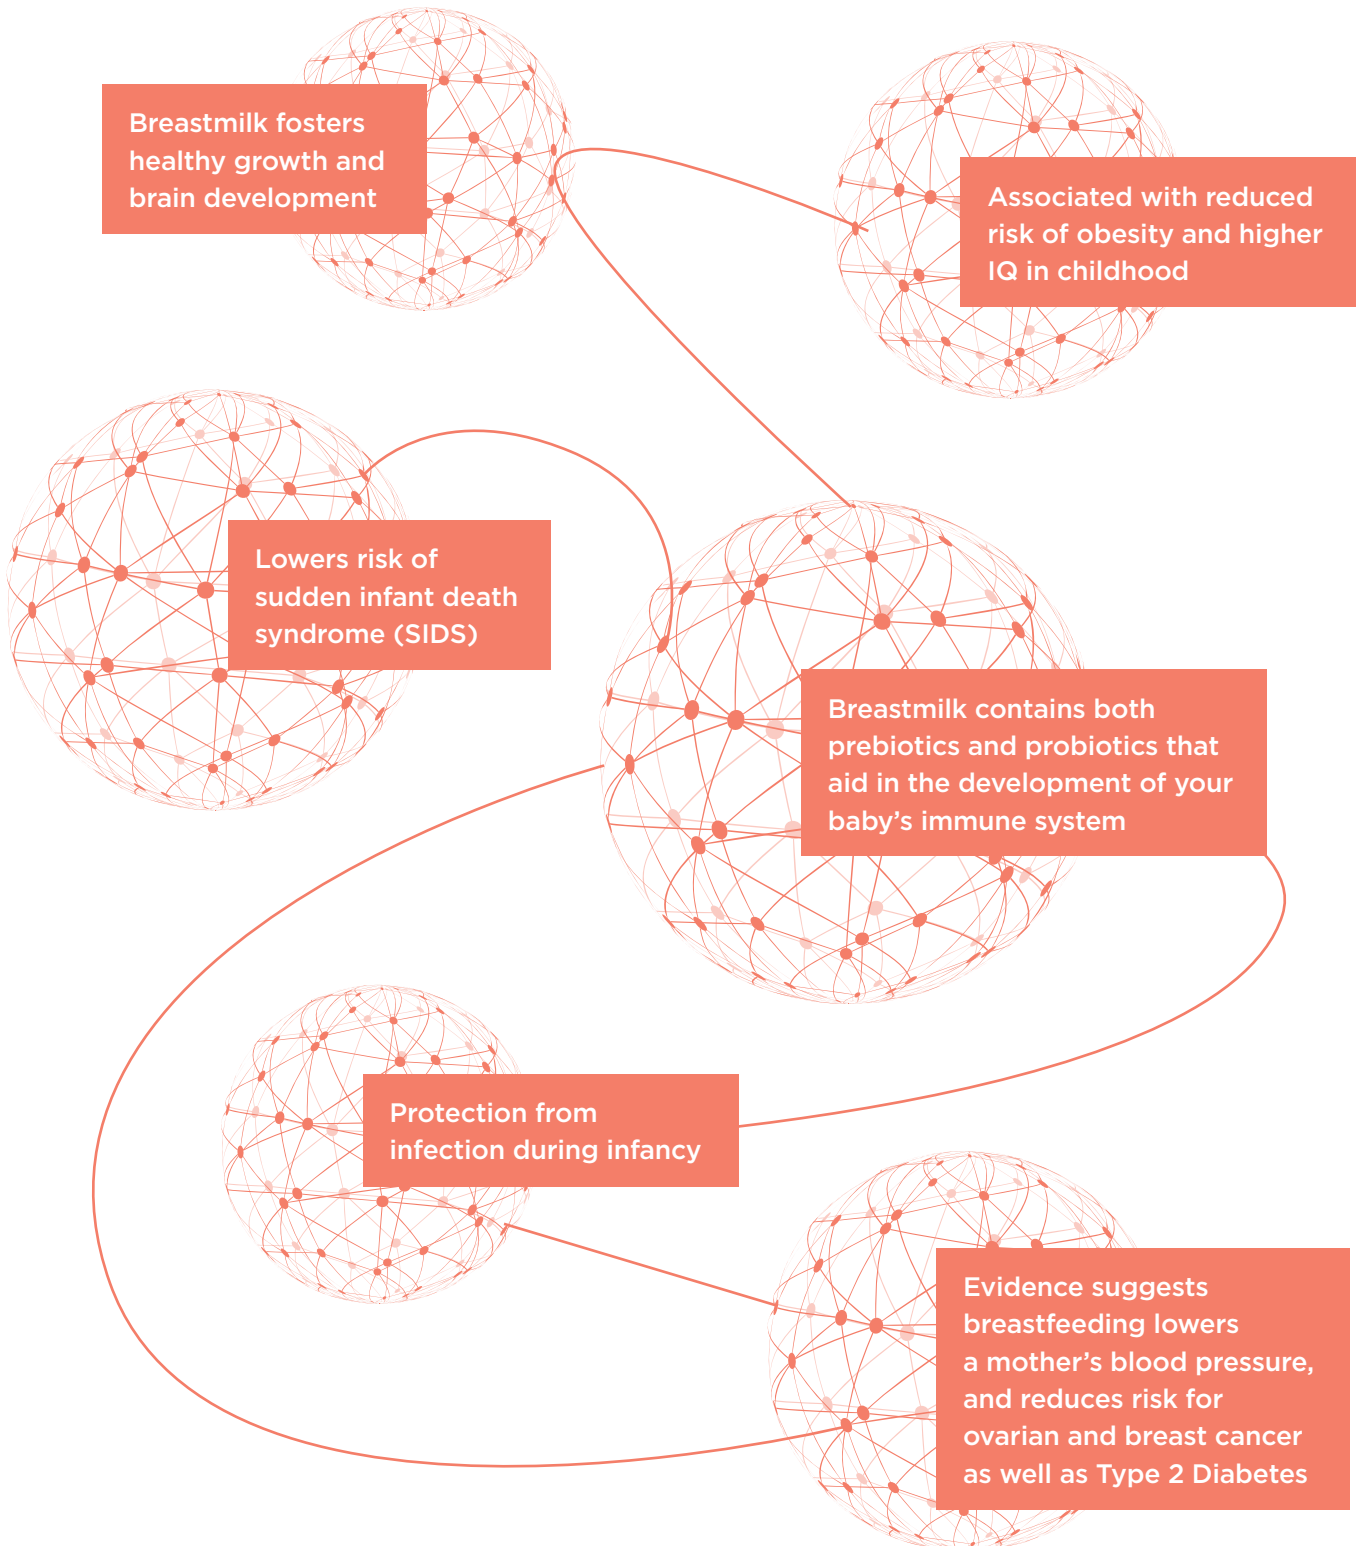 Breastmilk fosters
healthy growth and
brain development
Associated with reduced
risk of obesity and higher
IQ in childhood
Lowers risk of
sudden infant death
syndrome (SIDS)
Breastmilk contains both
prebiotics and probiotics that
aid in the development of your
baby’s immune system
Protection from
infection during infancy
Evidence suggests
breastfeeding lowers
a mother’s blood pressure,
and reduces risk for
ovarian and breast cancer
as well as Type 2 Diabetes